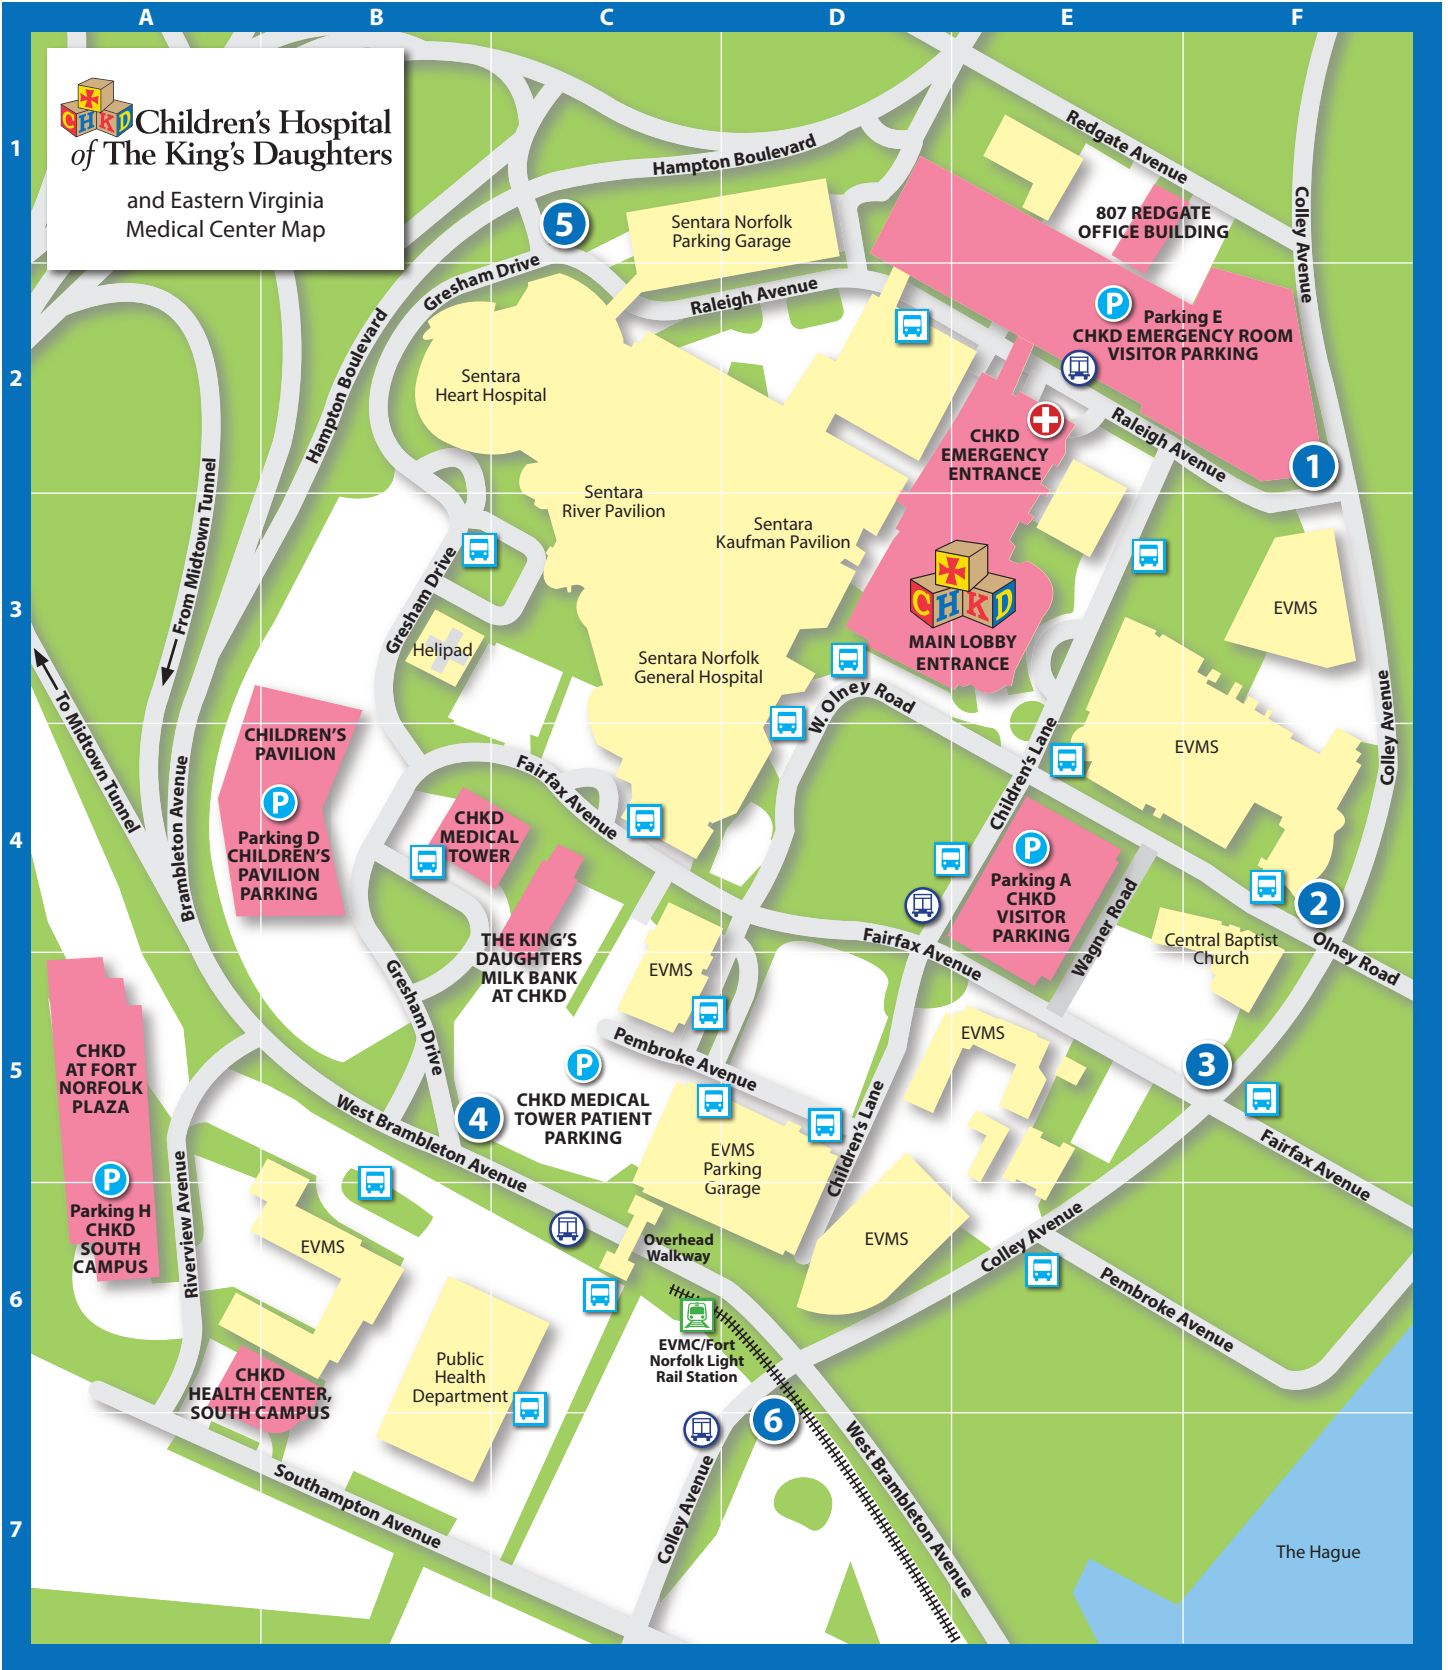 A
B
C
D
E
F
1
2
3
4
5
6
7
CHKD
Children's Hospital
of The King's Daughters
and Eastern Virginia
Medical Center Map
Hampton Boulevard
Redgate Avenue
Colley Avenue
807 REDGATE
OFFICE BUILDING
5
Sentara Norfolk
Parking Garage
Gresham Drive
Raleigh Avenue
P
Parking E
CHKD EMERGENCY ROOM
VISITOR PARKING
Hampton Boulevard
Sentara
Heart Hospital
CHKD
EMERGENCY
ENTRANCE
Raleigh Avenue
1
From Midtown Tunnel
Sentara
River Pavilion
Sentara
Kaufman Pavilion
Gresham Drive
Helipad
CHKD
MAIN LOBBY
ENTRANCE
EVMS
Sentara Norfolk
General Hospital
To Midtown Tunnel
W. Olney Road
Colley Avenue
CHILDREN'S
PAVILION
P
Parking D
CHILDREN'S
PAVILION
PARKING
Brambleton Avenue
Fairfax Avenue
Children's Lane
EVMS
CHKD
MEDICAL
TOWER
P
Parking A
CHKD
VISITOR
PARKING
Wagner Road
2
Olney Road
Central Baptist
Church
THE KING'S
DAUGHTERS
MILK BANK
AT CHKD
Fairfax Avenue
EVMS
Gresham Drive
CHKD
AT FORT
NORFOLK
PLAZA
Pembroke Avenue
EVMS
3
P
CHKD MEDICAL
TOWER PATIENT
PARKING
4
West Brambleton Avenue
EVMS
Parking
Garage
Children's Lane
Fairfax Avenue
P
Parking H
CHKD
SOUTH
CAMPUS
Riverview Avenue
EVMS
Overhead
Walkway
EVMS
Colley Avenue
Pembroke Avenue
EVMC/Fort
Norfolk Light
Rail Station
Public
Health
Department
CHKD
HEALTH CENTER,
SOUTH CAMPUS
6
Southampton Avenue
Colley Avenue
West Brambleton Avenue
The Hague